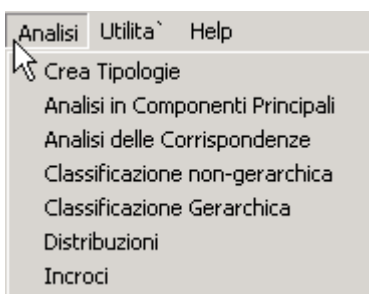 Analisi Utilita` Help
Crea Tipologie
Analisi in Componenti Principali
Analisi delle Corrispondenze
Classificazione non-gerarchica
Classificazione Gerarchica
Distribuzioni
Incroci